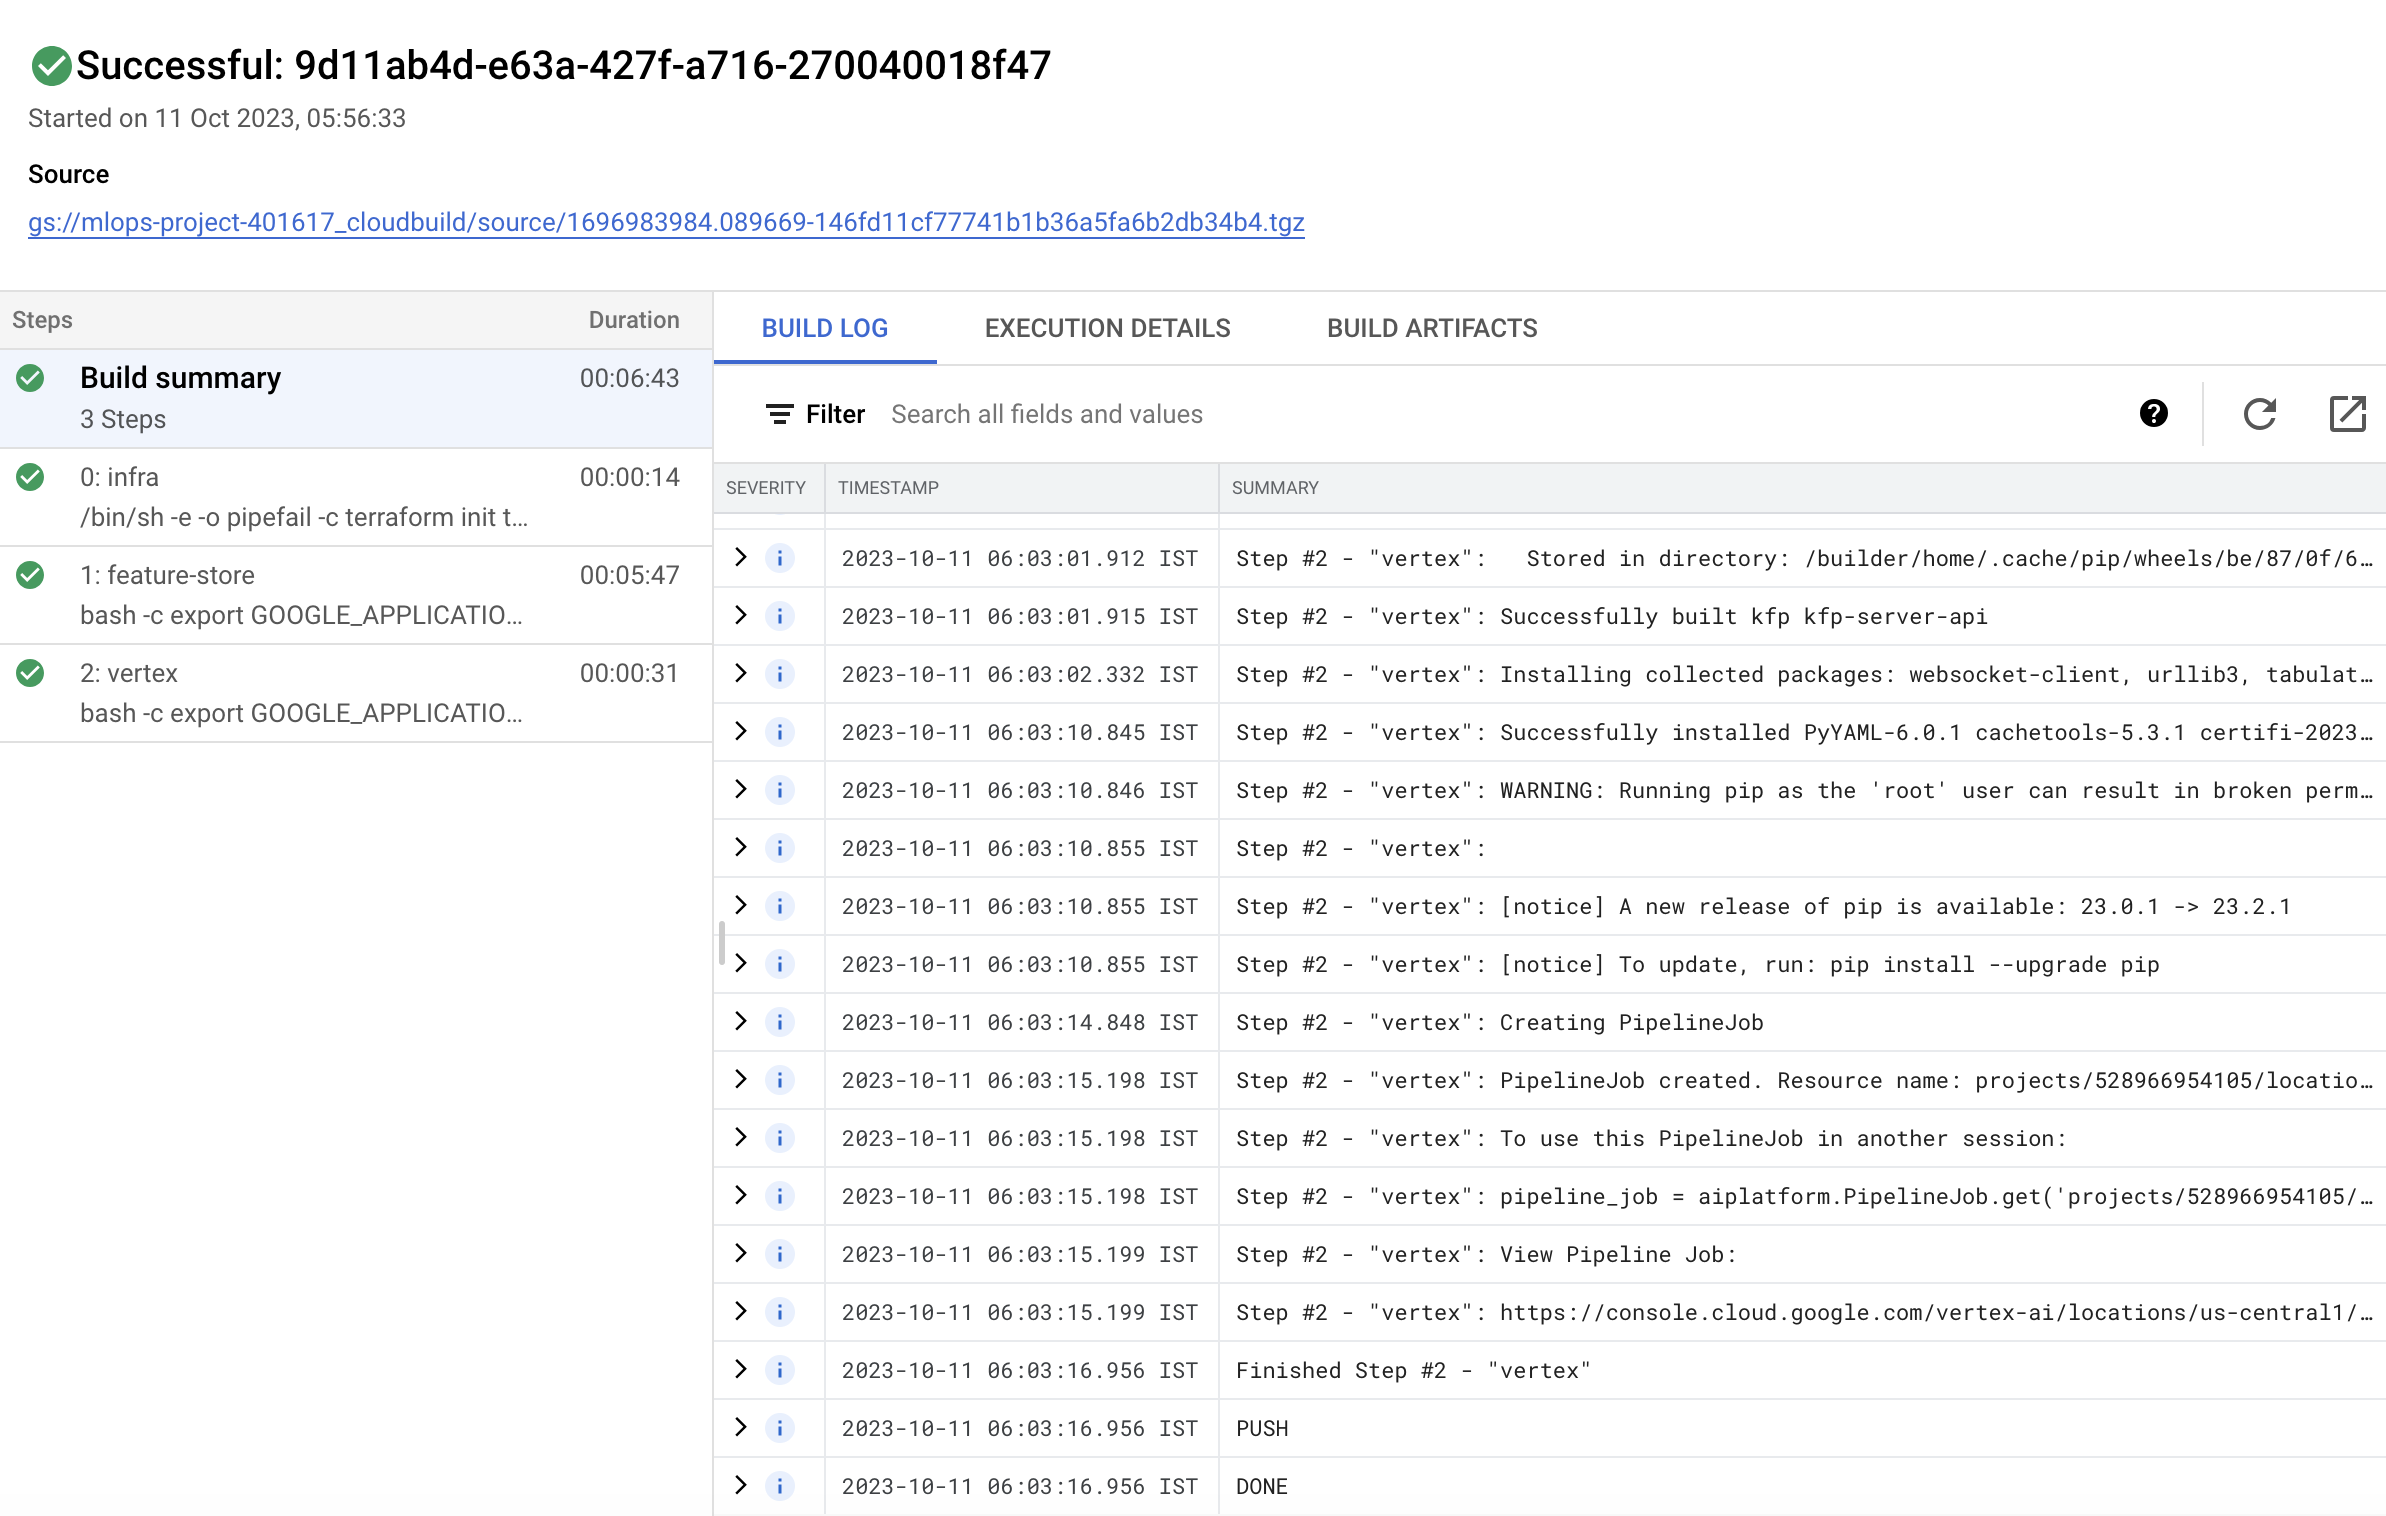 Successful: 9d11ab4d-e63a-427f-a716-270040018f47
Started on 11 Oct 2023, 05:56:33
Source
gs://mlops-project-401617_cloudbuild/source/1696983984.089669-146fd11cf77741b1b36a5fa6b2db34b4.tgz
Steps Duration
Build summary 00:06:43
3 Steps
0: infra 00:00:14
/bin/sh -e -o pipefail -c terraform init t...
1: feature-store 00:05:47
bash -c export GOOGLE_APPLICATIO...
2: vertex 00:00:31
bash -c export GOOGLE_APPLICATIO...
BUILD LOG EXECUTION DETAILS BUILD ARTIFACTS
Filter Search all fields and values
SEVERITY TIMESTAMP SUMMARY
2023-10-11 06:03:01.912 IST Step #2 - "vertex":   Stored in directory: /builder/home/.cache/pip/wheels/be/87/0f/6…
2023-10-11 06:03:01.915 IST Step #2 - "vertex": Successfully built kfp kfp-server-api
2023-10-11 06:03:02.332 IST Step #2 - "vertex": Installing collected packages: websocket-client, urllib3, tabulat…
2023-10-11 06:03:10.845 IST Step #2 - "vertex": Successfully installed PyYAML-6.0.1 cachetools-5.3.1 certifi-2023…
2023-10-11 06:03:10.846 IST Step #2 - "vertex": WARNING: Running pip as the 'root' user can result in broken perm…
2023-10-11 06:03:10.855 IST Step #2 - "vertex":
2023-10-11 06:03:10.855 IST Step #2 - "vertex": [notice] A new release of pip is available: 23.0.1 -> 23.2.1
2023-10-11 06:03:10.855 IST Step #2 - "vertex": [notice] To update, run: pip install --upgrade pip
2023-10-11 06:03:14.848 IST Step #2 - "vertex": Creating PipelineJob
2023-10-11 06:03:15.198 IST Step #2 - "vertex": PipelineJob created. Resource name: projects/528966954105/locatio…
2023-10-11 06:03:15.198 IST Step #2 - "vertex": To use this PipelineJob in another session:
2023-10-11 06:03:15.198 IST Step #2 - "vertex": pipeline_job = aiplatform.PipelineJob.get('projects/528966954105/…
2023-10-11 06:03:15.199 IST Step #2 - "vertex": View Pipeline Job:
2023-10-11 06:03:15.199 IST Step #2 - "vertex": https://console.cloud.google.com/vertex-ai/locations/us-central1/…
2023-10-11 06:03:16.956 IST Finished Step #2 - "vertex"
2023-10-11 06:03:16.956 IST PUSH
2023-10-11 06:03:16.956 IST DONE